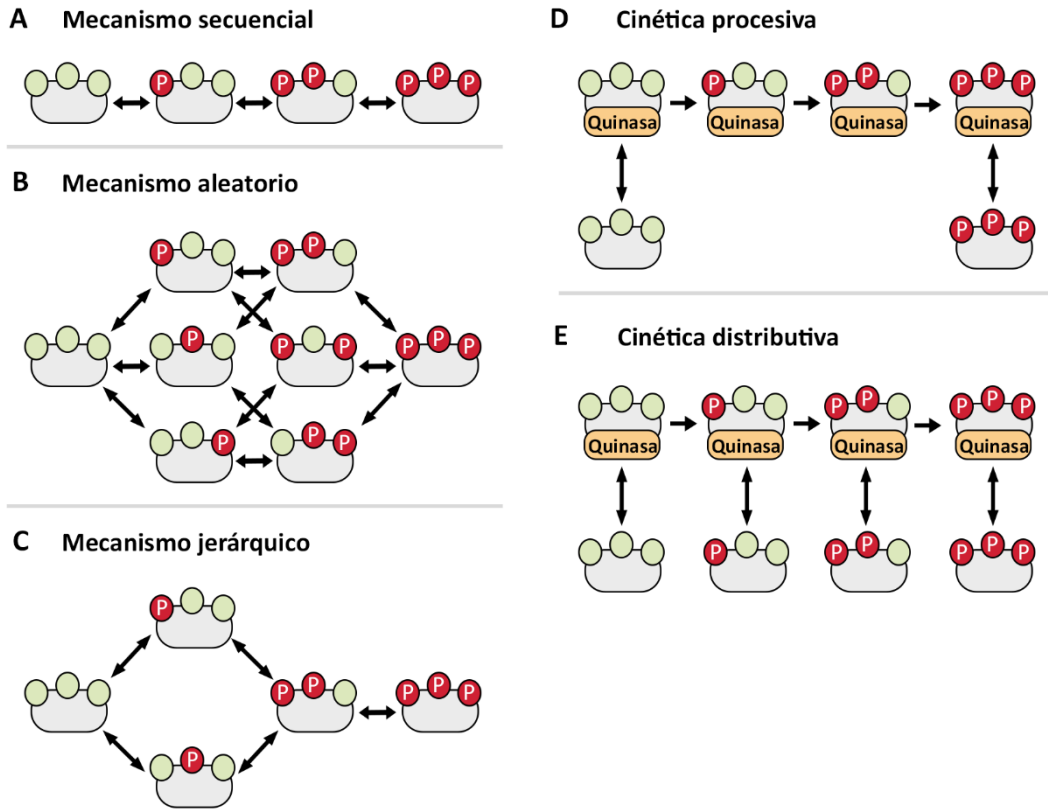 A Mecanismo secuencial
P P P P P P
B Mecanismo aleatorio
P P P
P P P P P P
P P P
C Mecanismo jerárquico
P
P P P P P
P
D Cinética procesiva
P P P P P P
Quinasa Quinasa Quinasa Quinasa
P P P
E Cinética distributiva
P P P P P P
Quinasa Quinasa Quinasa Quinasa
P P P P P P